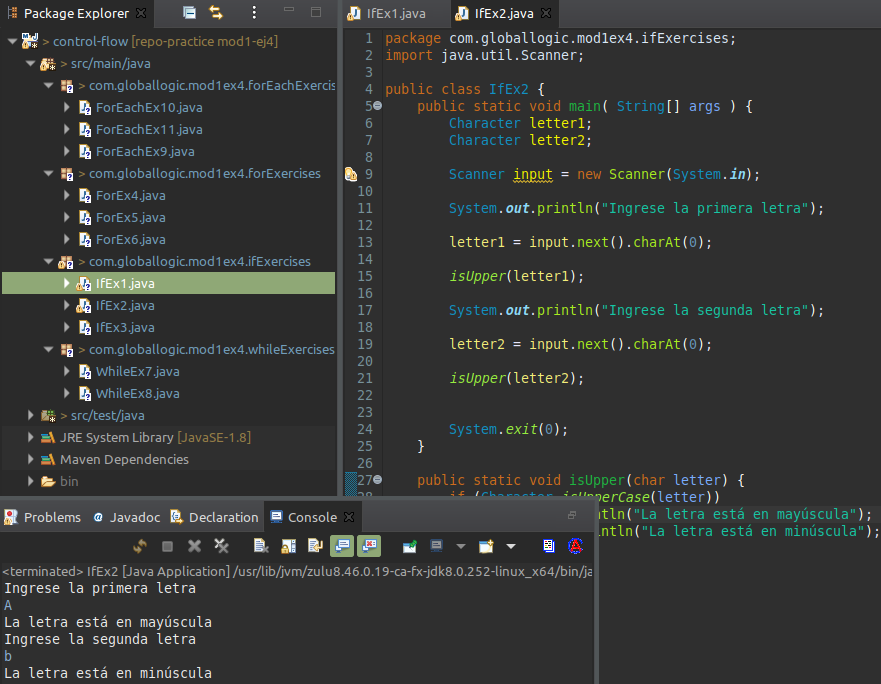 Package Explorer
> control-flow [repo-practice mod1-ej4]
> src/main/java
> com.globallogic.mod1ex4.forEachExercis
ForEachEx10.java
ForEachEx11.java
ForEachEx9.java
> com.globallogic.mod1ex4.forExercises
ForEx4.java
ForEx5.java
ForEx6.java
> com.globallogic.mod1ex4.ifExercises
IfEx1.java
IfEx2.java
IfEx3.java
> com.globallogic.mod1ex4.whileExercises
WhileEx7.java
WhileEx8.java
> src/test/java
JRE System Library [JavaSE-1.8]
Maven Dependencies
bin
IfEx1.java IfEx2.java
1 package com.globallogic.mod1ex4.ifExercises;
2 import java.util.Scanner;
3
4 public class IfEx2 {
5 public static void main( String[] args ) {
6 Character letter1;
7 Character letter2;
8
9 Scanner input = new Scanner(System.in);
10
11 System.out.println("Ingrese la primera letra");
12
13 letter1 = input.next().charAt(0);
14
15 isUpper(letter1);
16
17 System.out.println("Ingrese la segunda letra");
18
19 letter2 = input.next().charAt(0);
20
21 isUpper(letter2);
22
23
24 System.exit(0);
25 }
26
27 public static void isUpper(char letter) {
28 if (Character.isUpperCase(letter))
ntln("La letra está en mayúscula");
intln("La letra está en minúscula");
Problems @ Javadoc Declaration Console
<terminated> IfEx2 [Java Application] /usr/lib/jvm/zulu8.46.0.19-ca-fx-jdk8.0.252-linux_x64/bin/ja
Ingrese la primera letra
A
La letra está en mayúscula
Ingrese la segunda letra
b
La letra está en minúscula